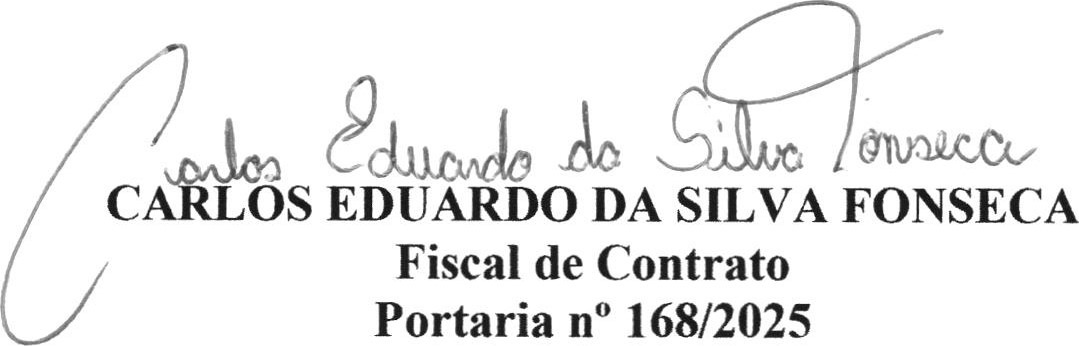 Carlos Eduardo da Silva Fonseca
CARLOS EDUARDO DA SILVA FONSECA
Fiscal de Contrato
Portaria nº 168/2025